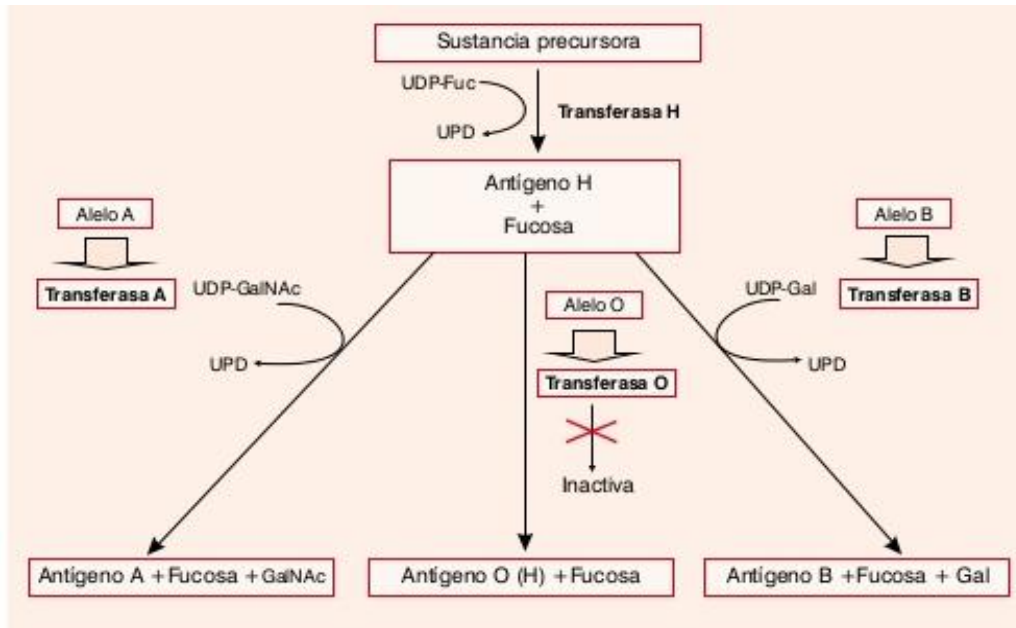 Sustancia precursora
UDP-Fuc
Transferasa H
UPD
Antígeno H
+
Fucosa
Alelo A
Alelo B
Transferasa A
UDP-GalNAc
UDP-Gal
Transferasa B
Alelo O
UPD
UPD
Transferasa O
Inactiva
Antígeno A + Fucosa + GalNAc
Antígeno O (H) + Fucosa
Antígeno B + Fucosa + Gal